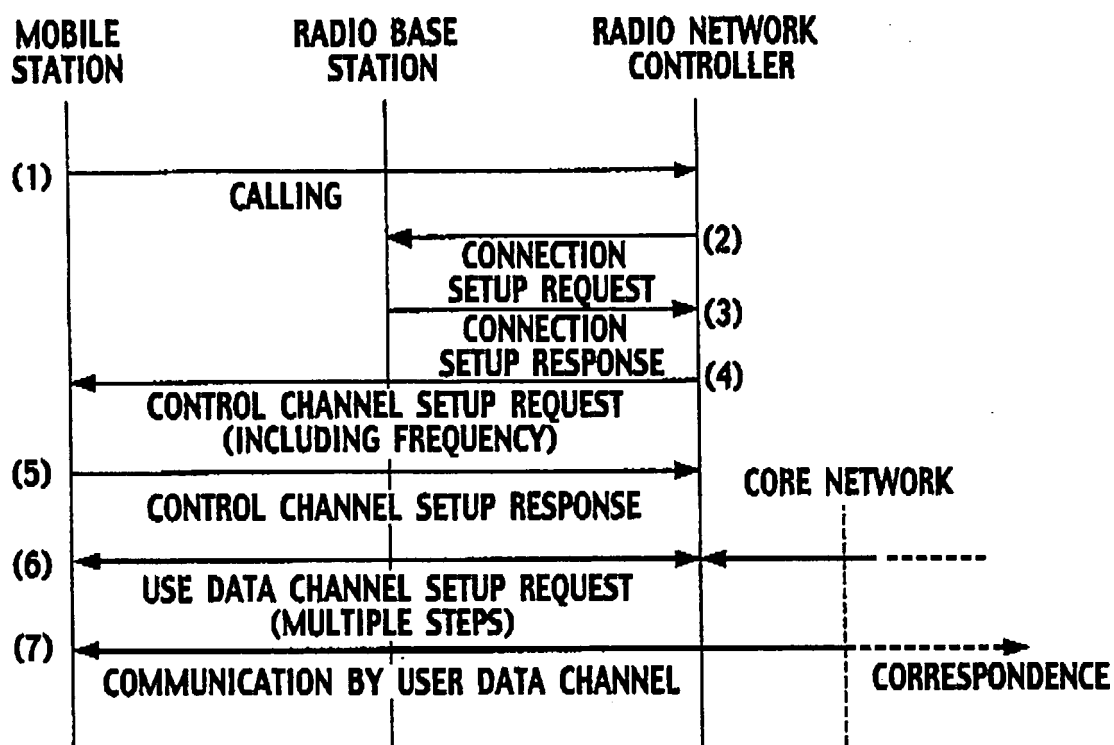 MOBILE
STATION
RADIO BASE
STATION
RADIO NETWORK
CONTROLLER
(1)
CALLING
(2)
CONNECTION
SETUP REQUEST
(3)
CONNECTION
SETUP RESPONSE
(4)
CONTROL CHANNEL SETUP REQUEST
(INCLUDING FREQUENCY)
(5)
CONTROL CHANNEL SETUP RESPONSE
CORE NETWORK
(6)
USE DATA CHANNEL SETUP REQUEST
(MULTIPLE STEPS)
(7)
COMMUNICATION BY USER DATA CHANNEL
CORRESPONDENCE